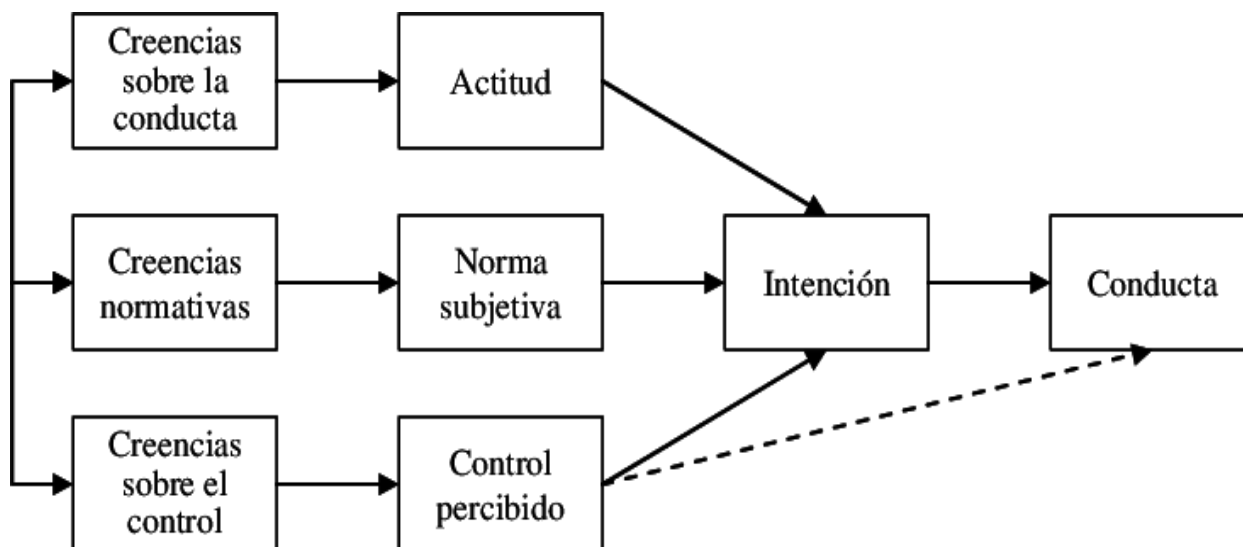 Creencias
sobre la
conducta
Actitud
Creencias
normativas
Norma
subjetiva
Intención
Conducta
Creencias
sobre el
control
Control
percibido